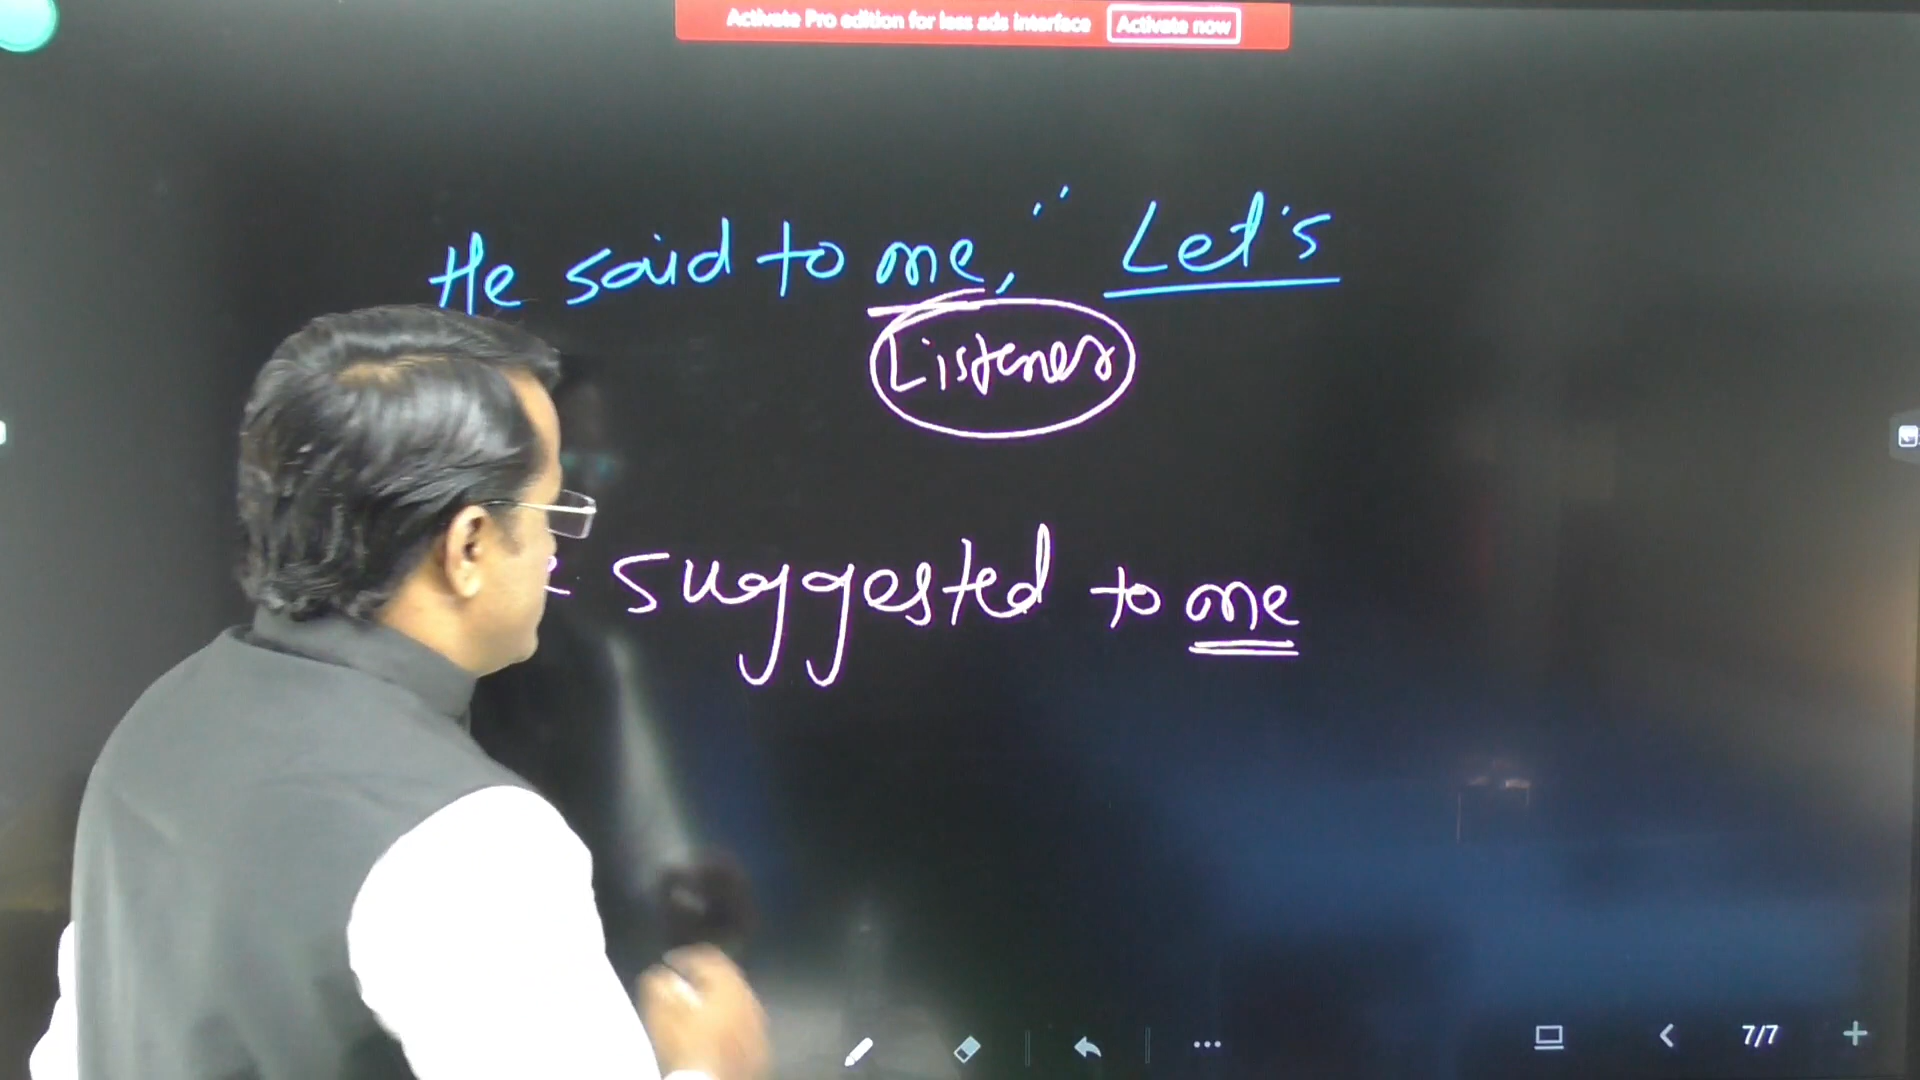 Activate Pro edition for less ads interface Activate now
He said to me, " Let's
Listener
suggested to me
7/7